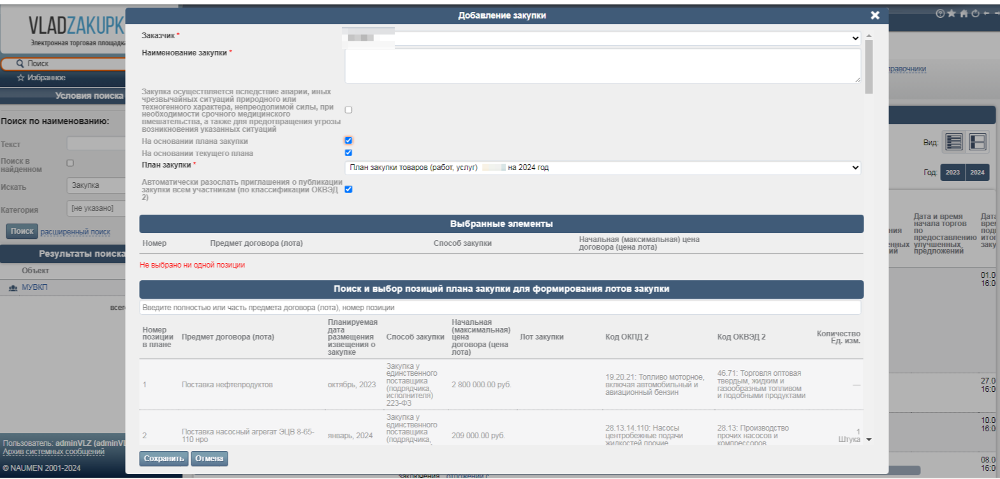 VLADZAKUPK
Электронная торговая площадка
Поиск
Избранное
Условия поиска
Поиск по наименованию:
Текст
Поиск в
найденном
Искать
Закупка
Категория
[не указано]
Поиск
расширенный поиск
Результаты поиска
Объект
МУВКП
всег
Пользователь: adminVLZ (adminVL
Архив системных сообщений
© NAUMEN 2001-2024
Добавление закупки
Заказчик *
Наименование закупки *
Закупка осуществляется вследствие аварии, иных
чрезвычайных ситуаций природного или
техногенного характера, непреодолимой силы, при
необходимости срочного медицинского
вмешательства, а также для предотвращения угрозы
возникновения указанных ситуаций
На основании плана закупки
На основании текущего плана
План закупки *
План закупки товаров (работ, услуг) на 2024 год
Автоматически разослать приглашения о публикации
закупки всем участникам (по классификации ОКВЭД
2)
Выбранные элементы
Номер
Предмет договора (лота)
Способ закупки
Начальная (максимальная) цена
договора (цена лота)
Не выбрано ни одной позиции
Поиск и выбор позиций плана закупки для формирования лотов закупки
Введите полностью или часть предмета договора (лота), номер позиции
Номер
позиции
в плане
Предмет договора (лота)
Планируемая
дата
размещения
извещения о
закупке
Способ закупки
Начальная
(максимальная)
цена
договора (цена
лота)
Лот закупки
Код ОКПД 2
Код ОКВЭД 2
Количество
Ед. изм.
1
Поставка нефтепродуктов
октябрь, 2023
Закупка у
единственного
поставщика
(подрядчика,
исполнителя)
223-ФЗ
2 800 000.00 руб.
19.20.21: Топливо моторное,
включая автомобильный и
авиационный бензин
46.71: Торговля оптовая
твердым, жидким и
газообразным топливом
и подобными продуктами
—
2
Поставка насосный агрегат ЭЦВ 8-65-
110 нро
январь, 2024
Закупка у
единственного
поставщика
(подрядчика,
209 000.00 руб.
28.13.14.110: Насосы
центробежные подачи
жидкостей прочие
28.13: Производство
прочих насосов и
компрессоров
1
Штука
Сохранить
Отмена
правочники
Вид:
Год:
2023
2024
Дата и время
начала торгов
по
предоставлению
улучшенных
предложений
01.0
16:0
27.0
16:0
10.0
16:0
08.0
16:0
заключения